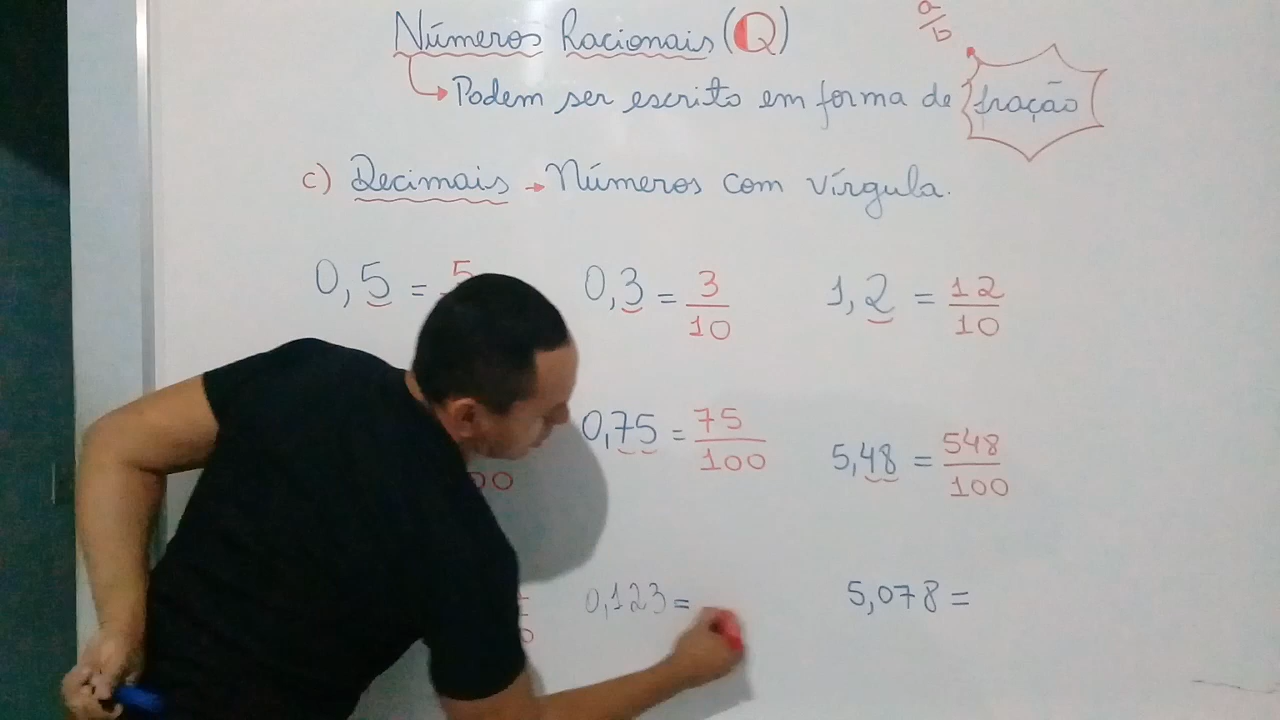 Números Racionais (Q)
a/b
Podem ser escrito em forma de fração
c) Decimais → Números com vírgula.
0,5 = 5
0,3 = 3/10
1,2 = 12/10
0,75 = 75/100
5,48 = 548/100
0,123 =
5,078 =